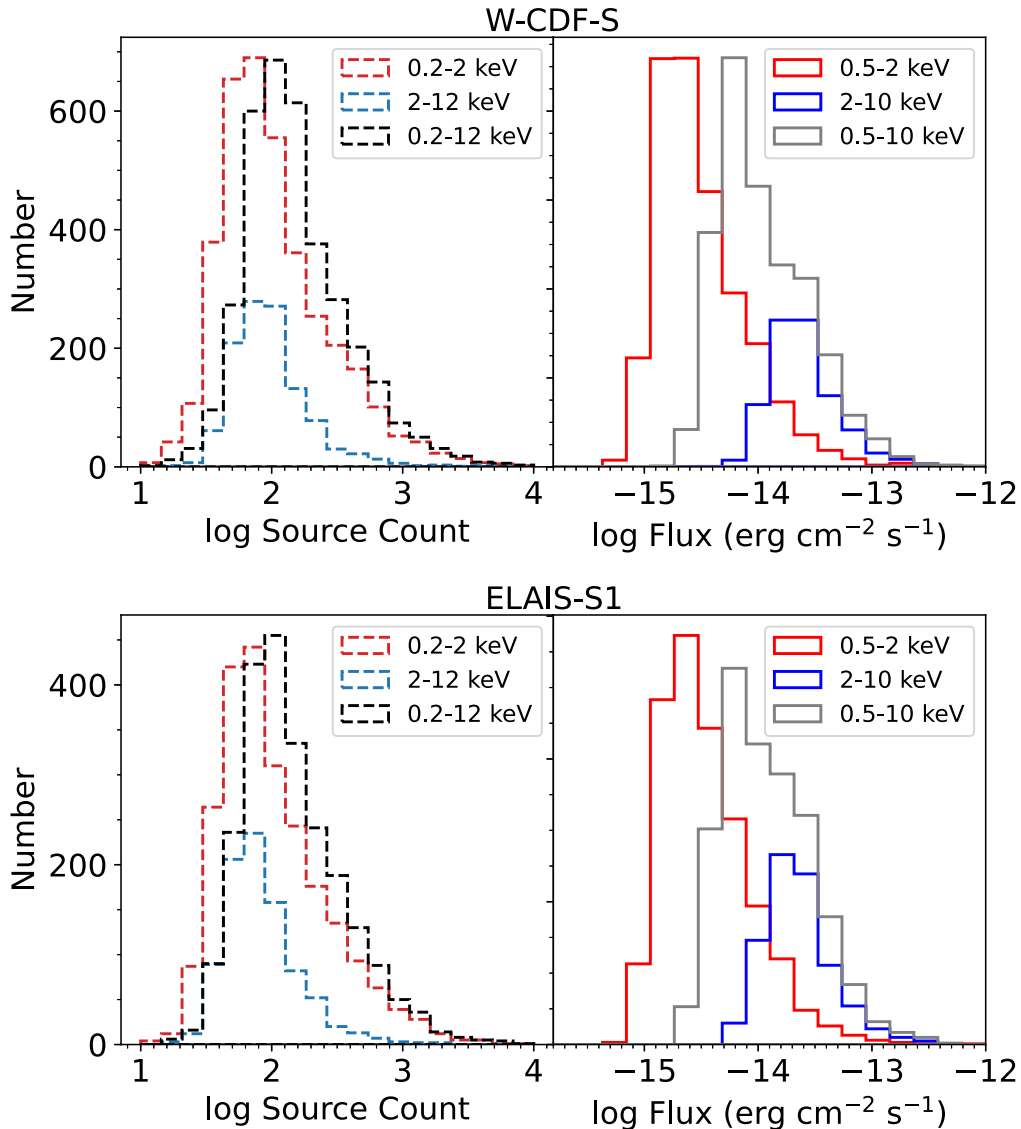 W-CDF-S
0.2-2 keV
2-12 keV
0.2-12 keV
0.5-2 keV
2-10 keV
0.5-10 keV
Number
600
400
200
0
1 2 3 4
−15 −14 −13 −12
log Source Count
log Flux (erg cm⁻² s⁻¹)
ELAIS-S1
0.2-2 keV
2-12 keV
0.2-12 keV
0.5-2 keV
2-10 keV
0.5-10 keV
Number
400
200
0
1 2 3 4
−15 −14 −13 −12
log Source Count
log Flux (erg cm⁻² s⁻¹)